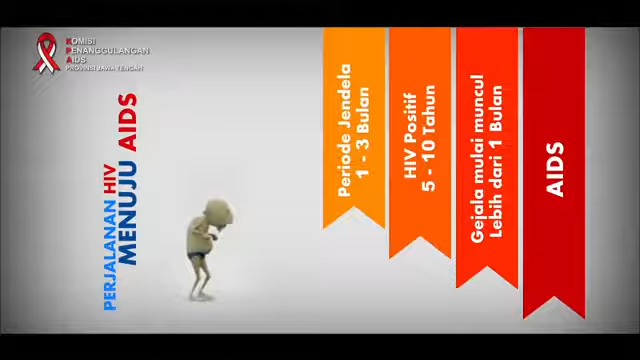 KOMISI
PENANGGULANGAN
AIDS
PROVINSI JAWA TENGAH
PERJALANAN HIV
MENUJU AIDS
Periode Jendela
1 - 3 Bulan
HIV Positif
5 - 10 Tahun
Gejala mulai muncul
Lebih dari 1 Bulan
AIDS